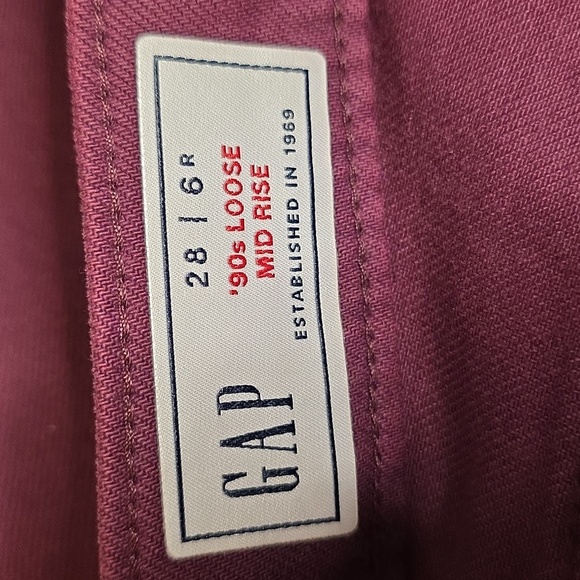 GAP
28 | 6R
'90s LOOSE
MID RISE
ESTABLISHED IN 1969